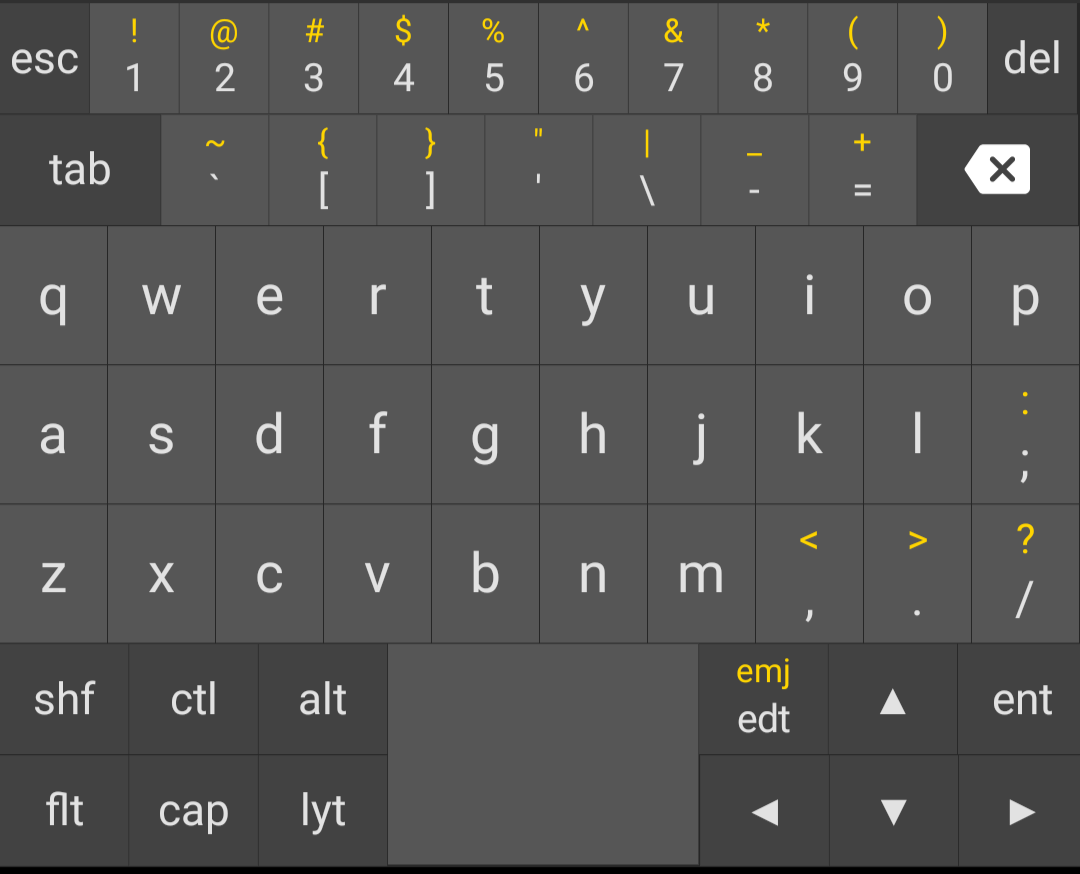 ! @ # $ % ^ & * ( )
esc 1 2 3 4 5 6 7 8 9 0 del
~ { } " | _ +
tab ` [ ] ' \ - =
q w e r t y u i o p
:
a s d f g h j k l ;
< > ?
z x c v b n m , . /
emj
shf ctl alt edt ▲ ent
flt cap lyt ◀ ▼ ▶